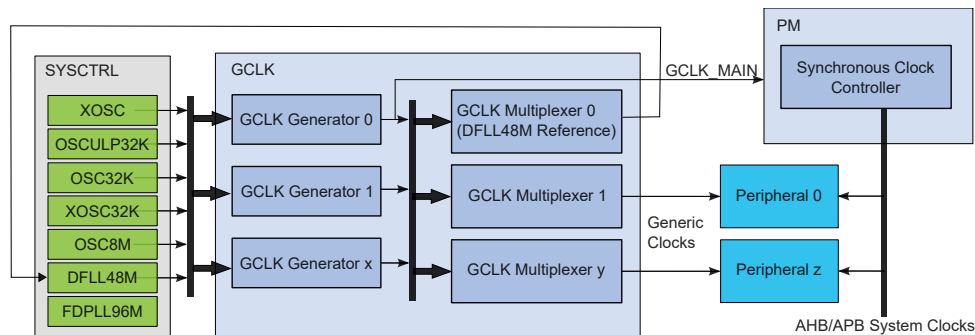 PM
SYSCTRL
GCLK
GCLK_MAIN
Synchronous Clock
Controller
XOSC
GCLK Generator 0
GCLK Multiplexer 0
(DFLL48M Reference)
OSCULP32K
OSC32K
GCLK Generator 1
GCLK Multiplexer 1
Peripheral 0
XOSC32K
Generic
Clocks
OSC8M
GCLK Generator x
GCLK Multiplexer y
Peripheral z
DFLL48M
FDPLL96M
AHB/APB System Clocks